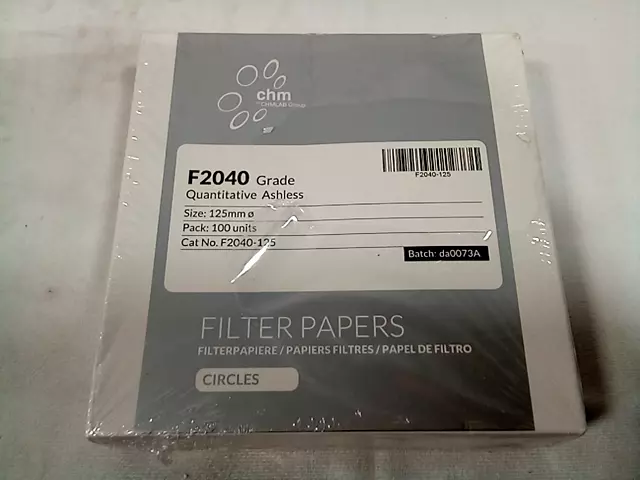 chm
by CHMLAB Group
F2040-125
F2040 Grade
Quantitative Ashless
Size: 125mm ø
Pack: 100 units
Cat No. F2040-125
Batch: da0073A
FILTER PAPERS
FILTERPAPIERE / PAPIERS FILTRES / PAPEL DE FILTRO
CIRCLES